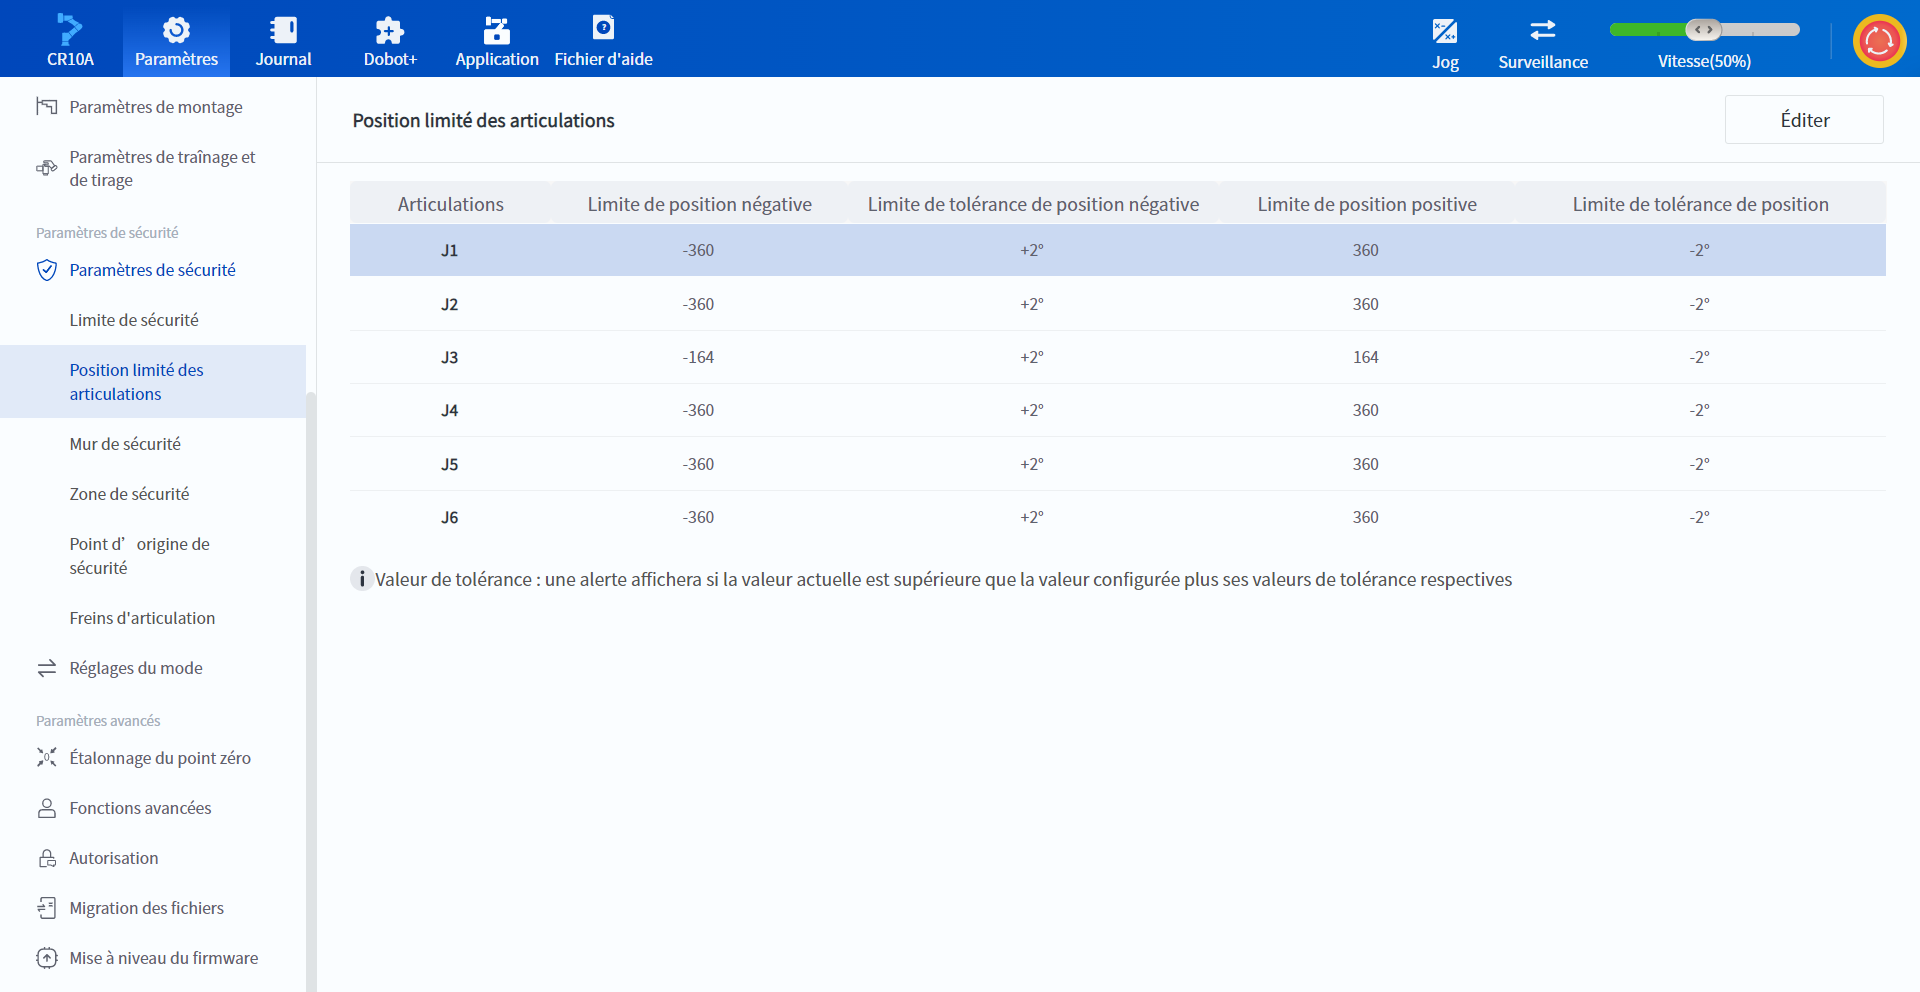 CR10A
Paramètres
Journal
Dobot+
Application
Fichier d'aide
Jog
Surveillance
Vitesse(50%)
Paramètres de montage
Paramètres de traînage et
de tirage
Paramètres de sécurité
Paramètres de sécurité
Limite de sécurité
Position limité des
articulations
Mur de sécurité
Zone de sécurité
Point d’origine de
sécurité
Freins d'articulation
Réglages du mode
Paramètres avancés
Étalonnage du point zéro
Fonctions avancées
Autorisation
Migration des fichiers
Mise à niveau du firmware
Position limité des articulations
Éditer
Articulations Limite de position négative Limite de tolérance de position négative Limite de position positive Limite de tolérance de position
J1 -360 +2° 360 -2°
J2 -360 +2° 360 -2°
J3 -164 +2° 164 -2°
J4 -360 +2° 360 -2°
J5 -360 +2° 360 -2°
J6 -360 +2° 360 -2°
Valeur de tolérance : une alerte affichera si la valeur actuelle est supérieure que la valeur configurée plus ses valeurs de tolérance respectives